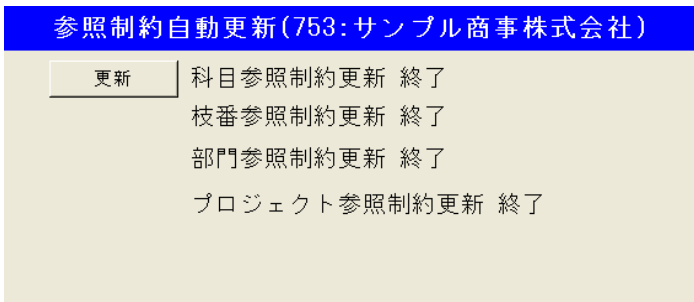 参照制約自動更新(753:サンプル商事株式会社)
更新 科目参照制約更新 終了
枝番参照制約更新 終了
部門参照制約更新 終了
プロジェクト参照制約更新 終了